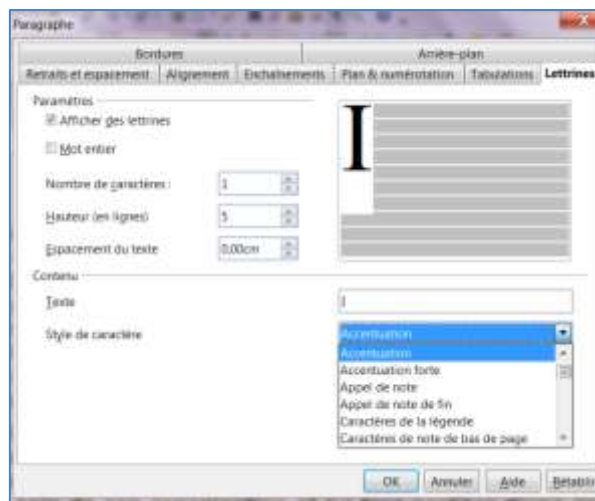 Paragraphe
Bordures Arrière-plan
Retraits et espacement Alignement Enchaînements Plan & numérotation Tabulations Lettrines
Paramètres
Afficher des lettrines
Mot entier
Nombre de caractères : 1
Hauteur (en lignes) 5
Espacement du texte 0,00cm
I
Contenu
Texte I
Style de caractère Accentuation
Accentuation
Accentuation forte
Appel de note
Appel de note de fin
Caractères de la légende
Caractères de note de bas de page
OK Annuler Aide Rétablir